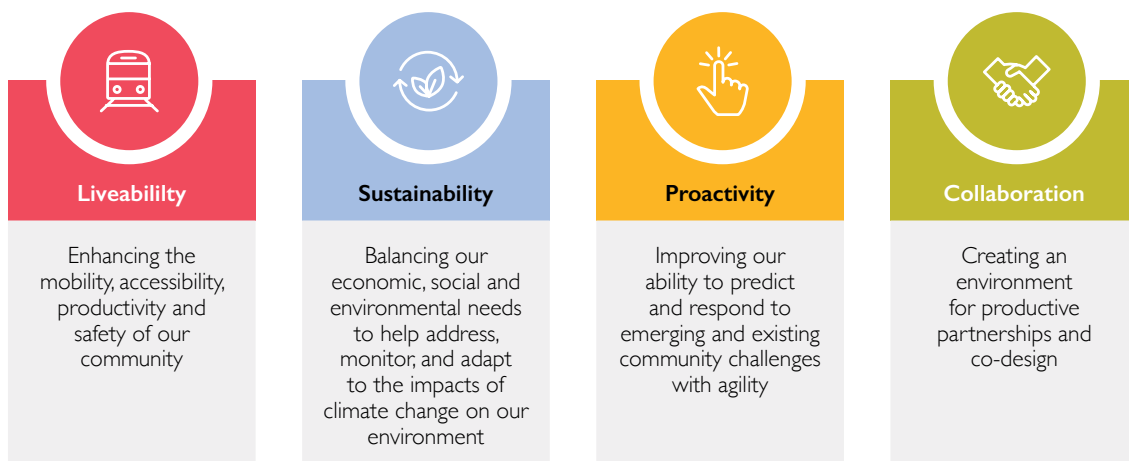 Liveabililty
Enhancing the
mobility, accessibility,
productivity and
safety of our
community
Sustainability
Balancing our
economic, social and
environmental needs
to help address,
monitor, and adapt
to the impacts of
climate change on our
environment
Proactivity
Improving our
ability to predict
and respond to
emerging and existing
community challenges
with agility
Collaboration
Creating an
environment
for productive
partnerships and
co-design